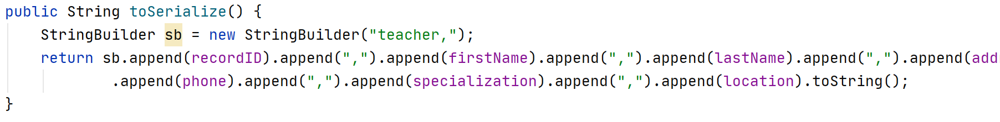 public String toSerialize() {
    StringBuilder sb = new StringBuilder("teacher,");
    return sb.append(recordID).append(",").append(firstName).append(",").append(lastName).append(",").append(add
            .append(phone).append(",").append(specialization).append(",").append(location).toString();
}